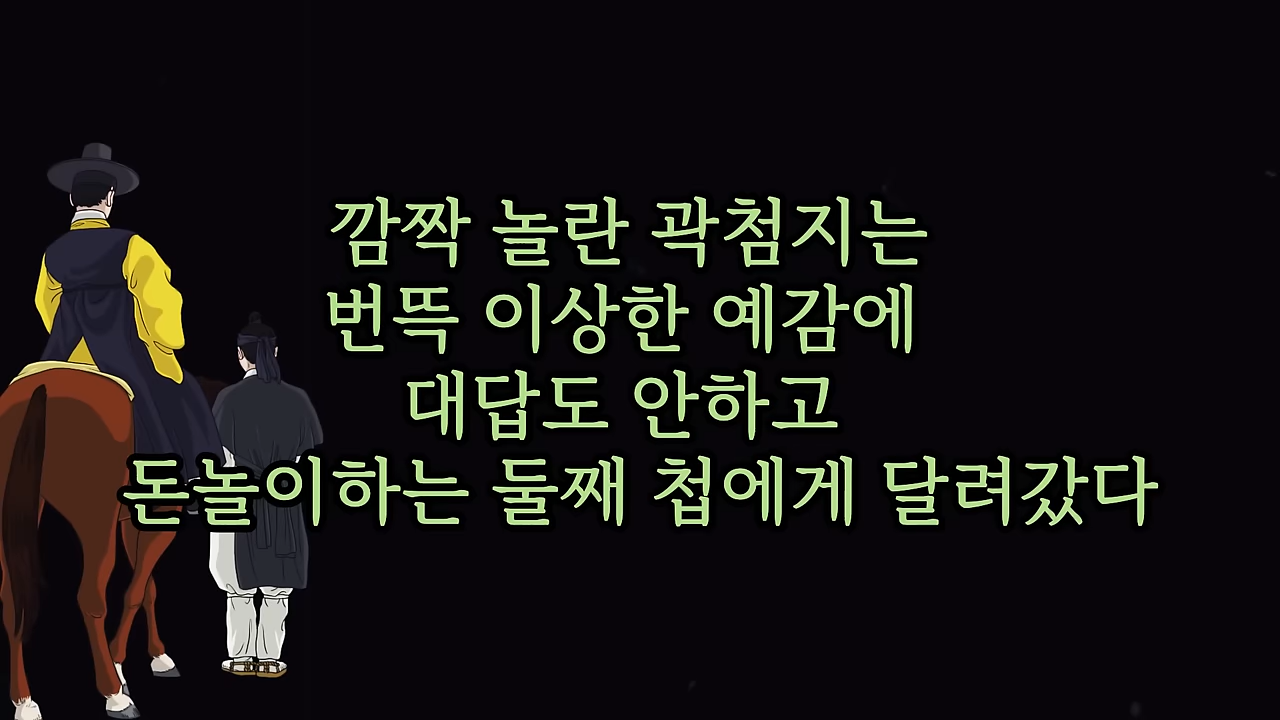 깜짝 놀란 곽첨지는
번뜩 이상한 예감에
대답도 안하고
돈놀이하는 둘째 첩에게 달려갔다